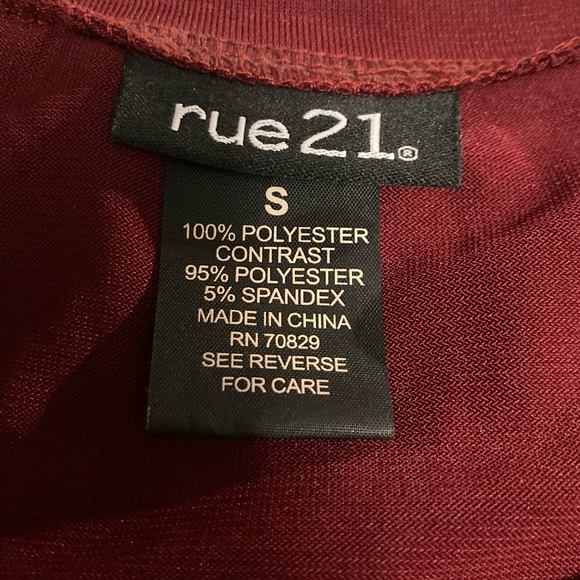 rue21®
S
100% POLYESTER
CONTRAST
95% POLYESTER
5% SPANDEX
MADE IN CHINA
RN 70829
SEE REVERSE
FOR CARE